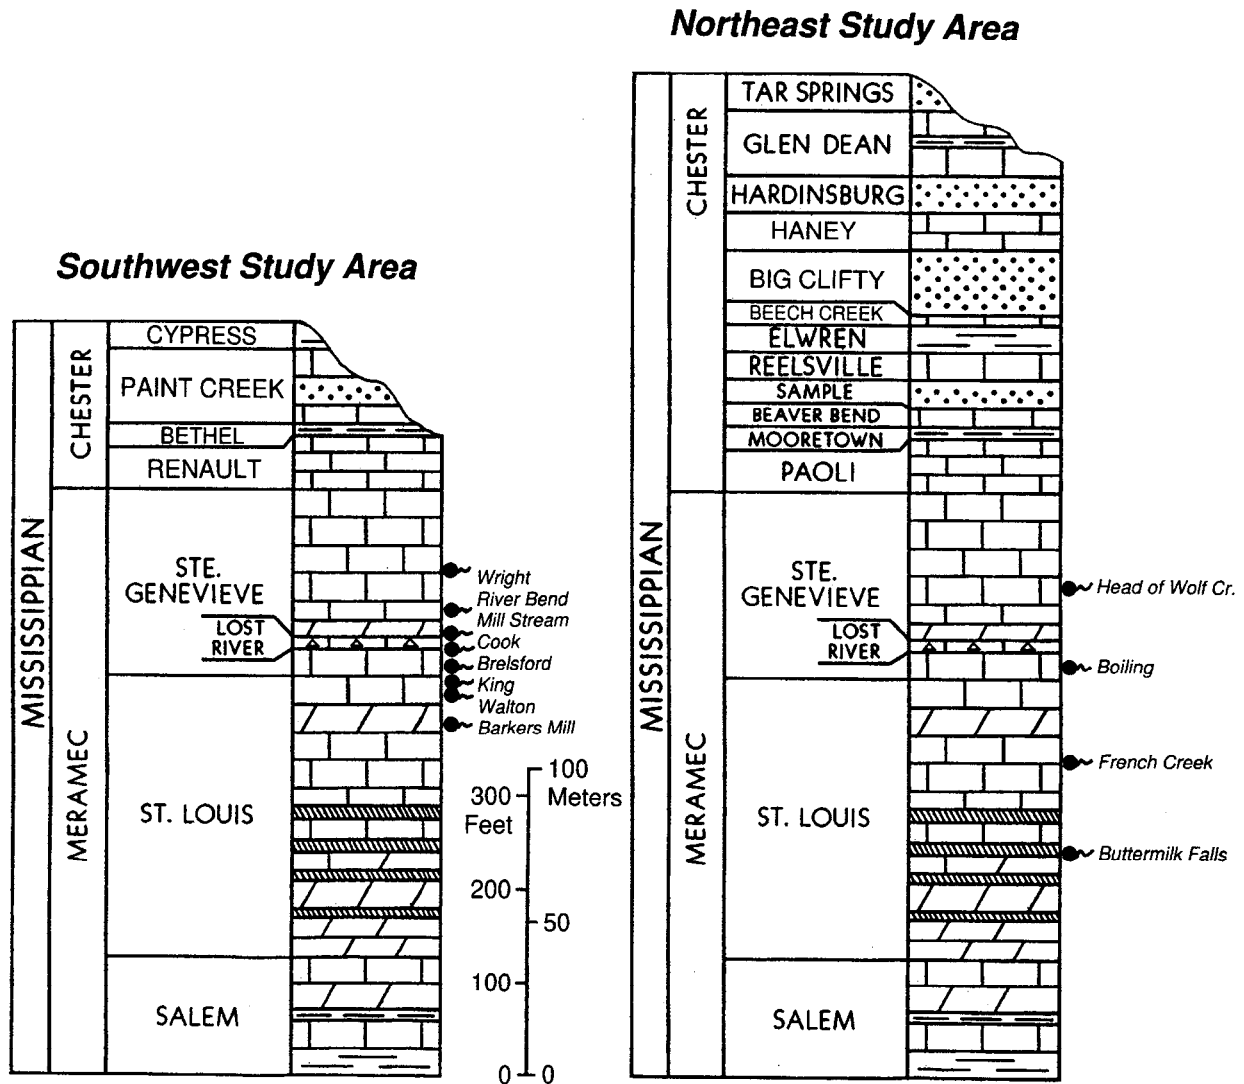 Northeast Study Area
Southwest Study Area
MISSISSIPPIAN
CHESTER
MERAMEC
CYPRESS
PAINT CREEK
BETHEL
RENAULT
STE.
GENEVIEVE
LOST
RIVER
ST. LOUIS
SALEM
Wright
River Bend
Mill Stream
Cook
Brelsford
King
Walton
Barkers Mill
100
Meters
300
Feet
200
50
100
0
0
MISSISSIPPIAN
CHESTER
MERAMEC
TAR SPRINGS
GLEN DEAN
HARDINSBURG
HANEY
BIG CLIFTY
BEECH CREEK
ELWREN
REELSVILLE
SAMPLE
BEAVER BEND
MOORETOWN
PAOLI
STE.
GENEVIEVE
LOST
RIVER
ST. LOUIS
SALEM
Head of Wolf Cr.
Boiling
French Creek
Buttermilk Falls